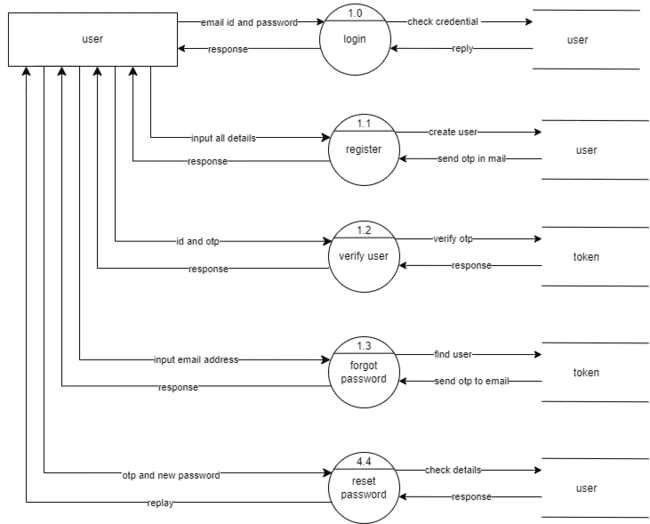 user
email id and password
response
1.0
login
check credential
reply
user
input all details
response
1.1
register
create user
send otp in mail
user
id and otp
response
1.2
verify user
verify otp
response
token
input email address
response
1.3
forgot
password
find user
send otp to email
token
otp and new password
replay
4.4
reset
password
check details
response
user